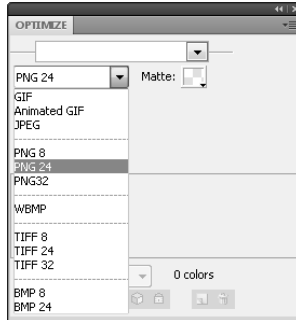 OPTIMIZE
PNG 24
Matte:
GIF
Animated GIF
JPEG
PNG 8
PNG 24
PNG32
WBMP
TIFF 8
TIFF 24
TIFF 32
0 colors
BMP 8
BMP 24